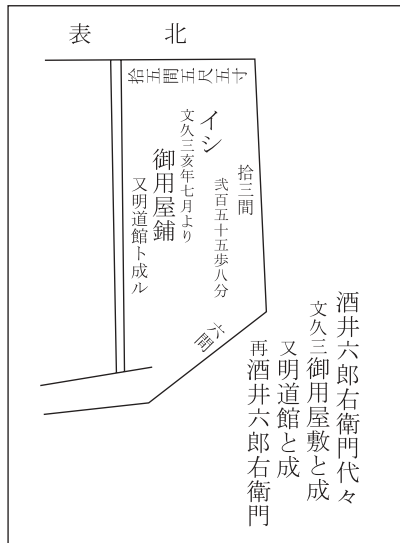 北
表
拾五間五尺五寸
拾三間
弐百五十五歩八分
イシ
文久三亥年七月より
御用屋鋪
又明道館ト成ル
六間
酒井六郎右衛門代々
文久三御用屋敷と成
又明道館と成
再酒井六郎右衛門